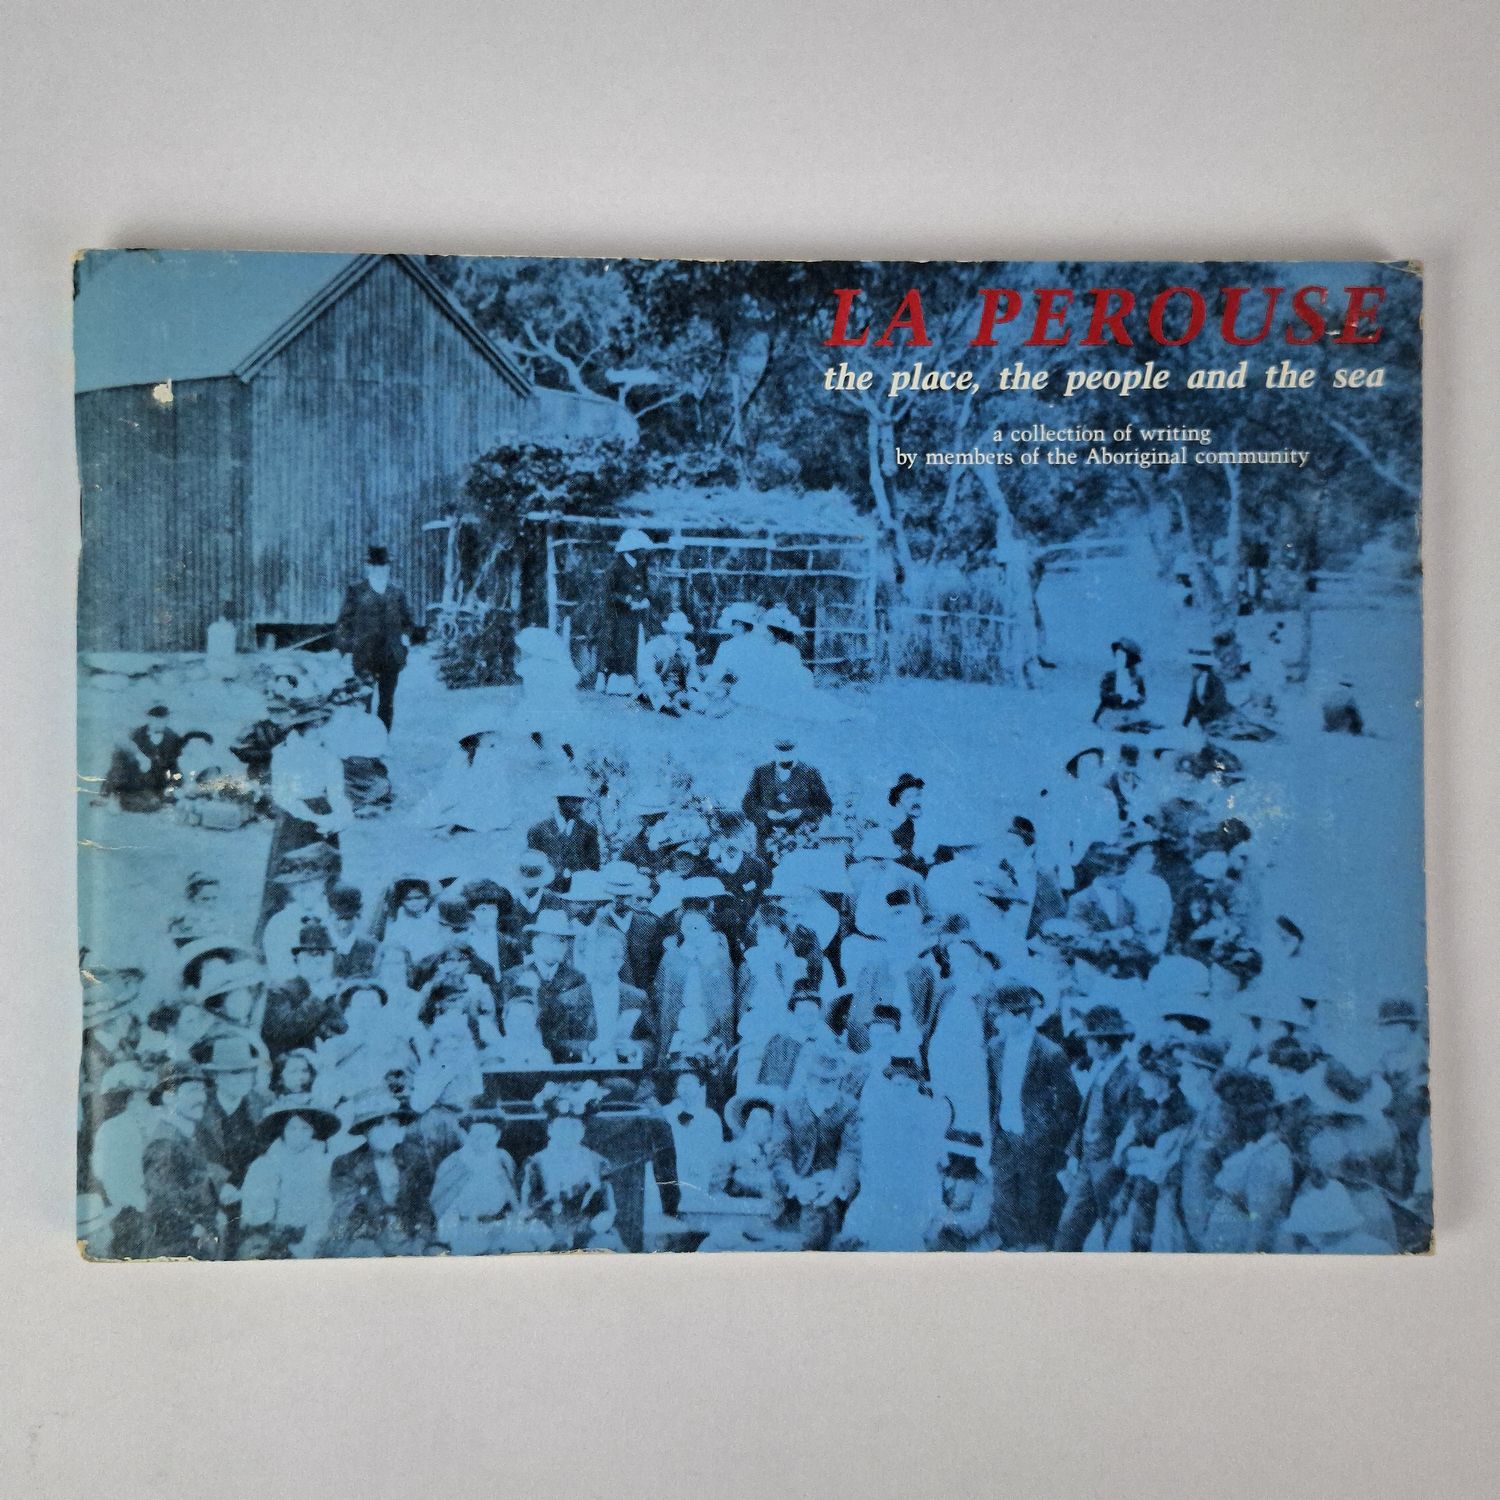 LA PEROUSE
the place, the people and the sea
a collection of writing
by members of the Aboriginal community